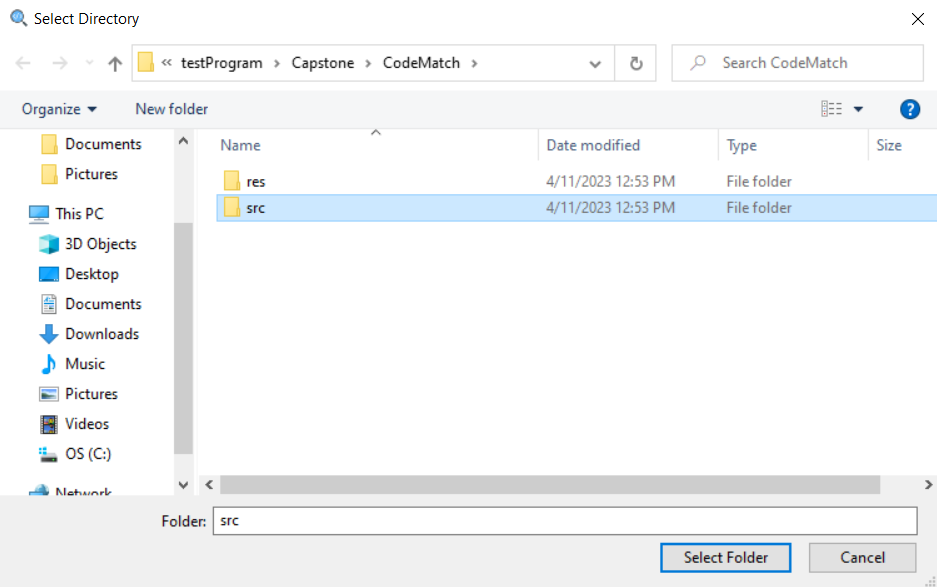 Select Directory
« testProgram > Capstone > CodeMatch > Search CodeMatch
Organize New folder ?
Name Date modified Type Size
Documents
Pictures
This PC
3D Objects
Desktop
Documents
Downloads
Music
Pictures
Videos
OS (C:)
Network
res 4/11/2023 12:53 PM File folder
src 4/11/2023 12:53 PM File folder
Folder: src
Select Folder Cancel